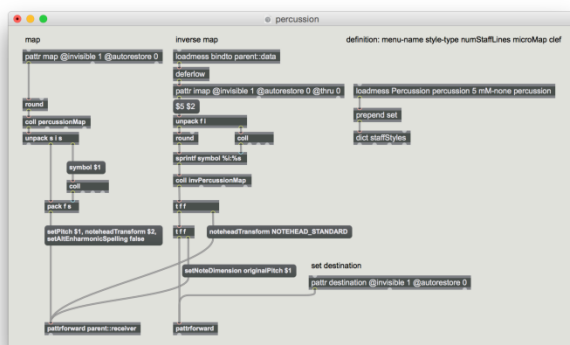 percussion
map
inverse map
definition: menu-name style-type numStaffLines microMap clef
pattr map @invisible 1 @autorestore 0
loadmess bindto parent::data
deferlow
pattr imap @invisible 1 @autorestore 0 @thru 0
loadmess Percussion percussion 5 mM-none percussion
round
$5 $2
prepend set
coll percussionMap
unpack f i
unpack s i s
round
coll
dict staffStyles
sprintf symbol %i:%s
symbol $1
coll
coll invPercussionMap
pack f s
t f f
setPitch $1, noteheadTransform $2,
setAltEnharmonicSpelling false
t f f
noteheadTransform NOTEHEAD_STANDARD
setNoteDimension originalPitch $1
set destination
pattr destination @invisible 1 @autorestore 0
pattrforward parent::receiver
pattrforward